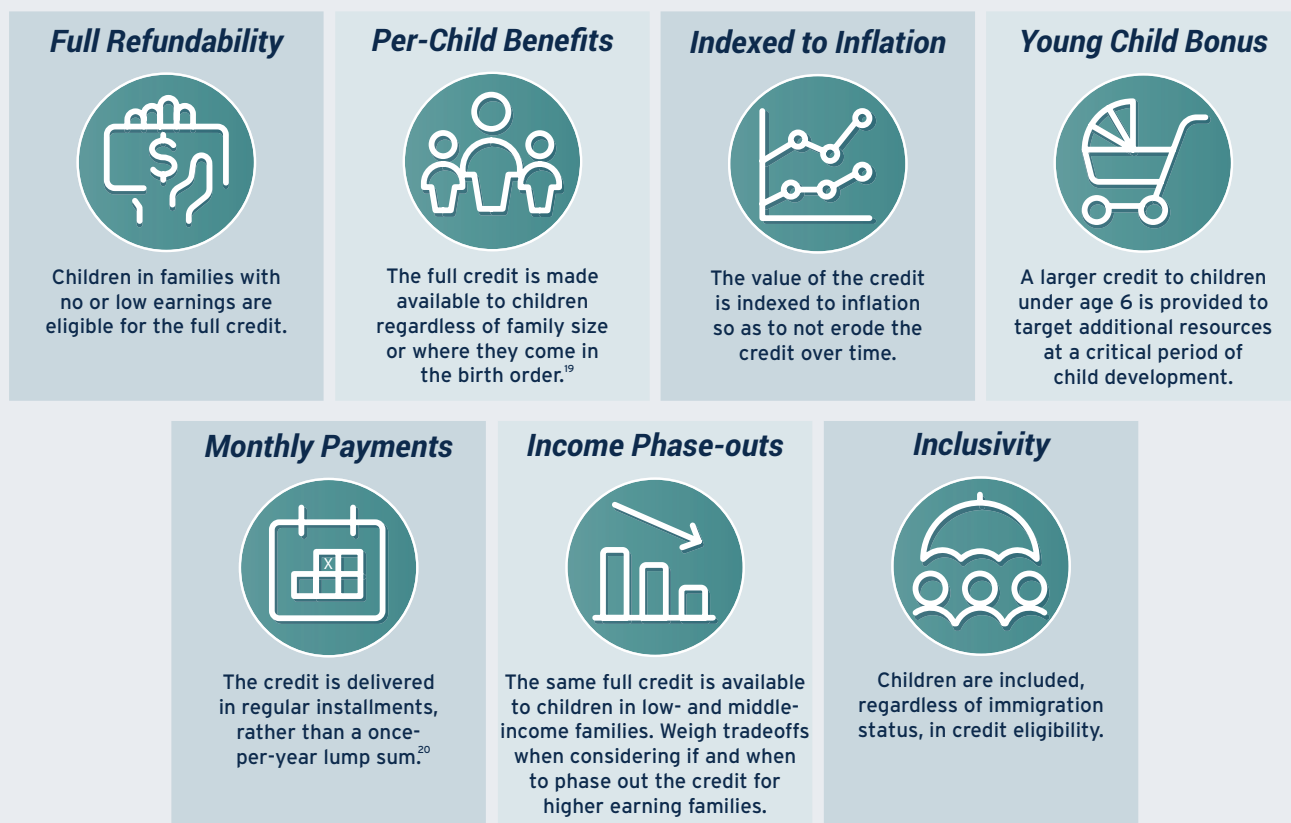 Full Refundability
Children in families with
no or low earnings are
eligible for the full credit.
Per-Child Benefits
The full credit is made
available to children
regardless of family size
or where they come in
the birth order.19
Indexed to Inflation
The value of the credit
is indexed to inflation
so as to not erode the
credit over time.
Young Child Bonus
A larger credit to children
under age 6 is provided to
target additional resources
at a critical period of
child development.
Monthly Payments
X
The credit is delivered
in regular installments,
rather than a once-
per-year lump sum.20
Income Phase-outs
The same full credit is available
to children in low- and middle-
income families. Weigh tradeoffs
when considering if and when
to phase out the credit for
higher earning families.
Inclusivity
Children are included,
regardless of immigration
status, in credit eligibility.
$